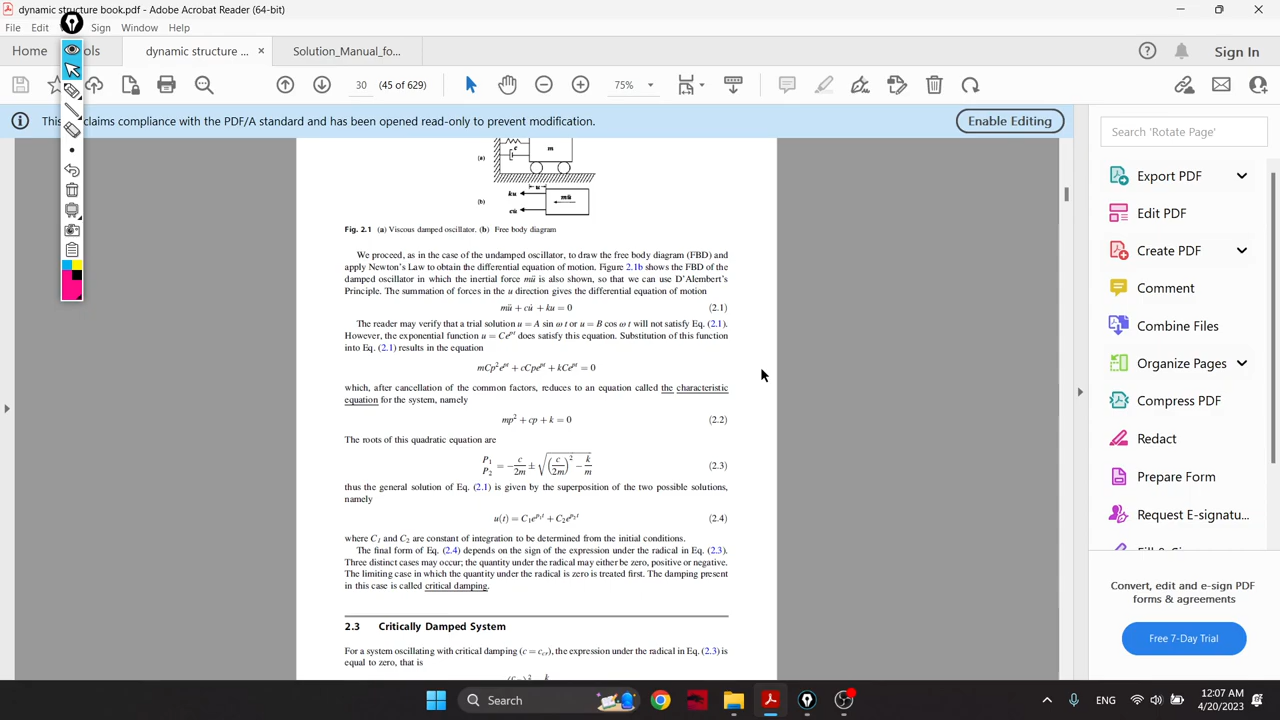 dynamic structure book.pdf - Adobe Acrobat Reader (64-bit)
File Edit Sign Window Help
Home ols dynamic structure ... × Solution_Manual_fo... Sign In
30 (45 of 629) 75%
This claims compliance with the PDF/A standard and has been opened read-only to prevent modification. Enable Editing
(a) c m
u
(b) ku mü
cu̇
Fig. 2.1 (a) Viscous damped oscillator. (b) Free body diagram
We proceed, as in the case of the undamped oscillator, to draw the free body diagram (FBD) and
apply Newton's Law to obtain the differential equation of motion. Figure 2.1b shows the FBD of the
damped oscillator in which the inertial force mü is also shown, so that we can use D'Alembert's
Principle. The summation of forces in the u direction gives the differential equation of motion
mü + cu̇ + ku = 0 (2.1)
The reader may verify that a trial solution u = A sin ω t or u = B cos ω t will not satisfy Eq. (2.1).
However, the exponential function u = Ce^pt does satisfy this equation. Substitution of this function
into Eq. (2.1) results in the equation
mCp²e^pt + cCpe^pt + kCe^pt = 0
which, after cancellation of the common factors, reduces to an equation called the characteristic
equation for the system, namely
mp² + cp + k = 0 (2.2)
The roots of this quadratic equation are
P₁ P₂ = −c/2m ± √((c/2m)² − k/m) (2.3)
thus the general solution of Eq. (2.1) is given by the superposition of the two possible solutions,
namely
u(t) = C₁e^p₁t + C₂e^p₂t (2.4)
where C₁ and C₂ are constant of integration to be determined from the initial conditions.
The final form of Eq. (2.4) depends on the sign of the expression under the radical in Eq. (2.3).
Three distinct cases may occur; the quantity under the radical may either be zero, positive or negative.
The limiting case in which the quantity under the radical is zero is treated first. The damping present
in this case is called critical damping.
2.3 Critically Damped System
For a system oscillating with critical damping (c = c_cr), the expression under the radical in Eq. (2.3) is
equal to zero, that is
Search 'Rotate Page'
Export PDF
Edit PDF
Create PDF
Comment
Combine Files
Organize Pages
Compress PDF
Redact
Prepare Form
Request E-signatu...
Convert, edit and e-sign PDF
forms & agreements
Free 7-Day Trial
Search
ENG
12:07 AM
4/20/2023